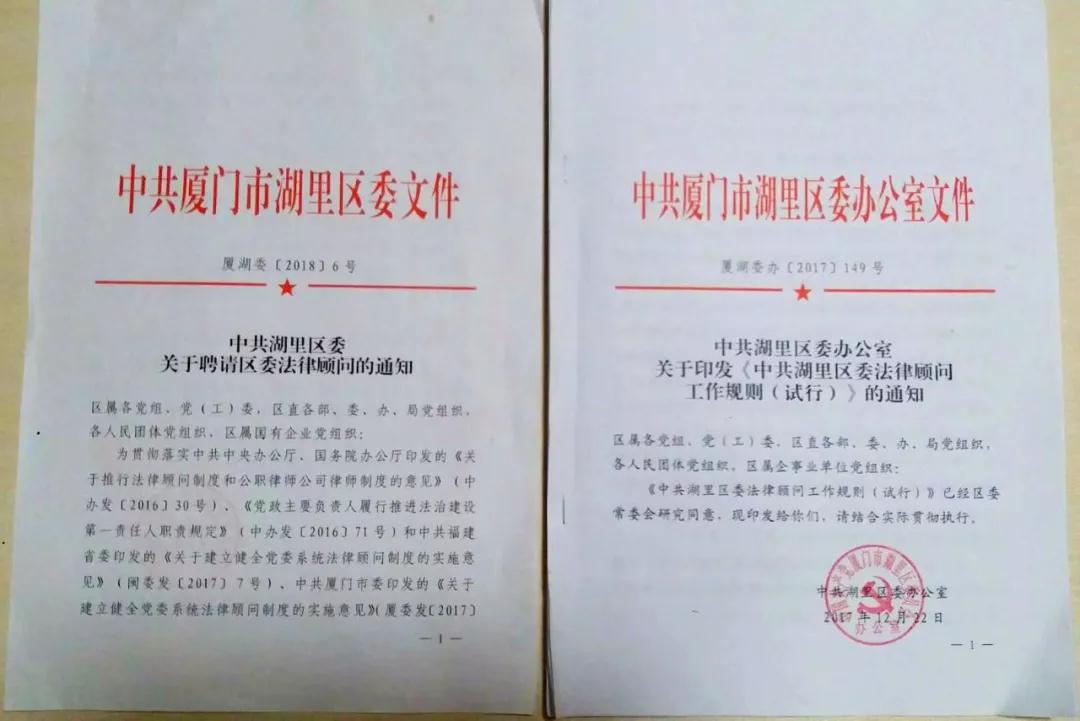 中共厦门市湖里区委文件
厦湖委〔2018〕6号
中共湖里区委
关于聘请区委法律顾问的通知
区属各党组、党（工）委，区直各部、委、办、局党组织，
各人民团体党组织，区属国有企业党组织：
为贯彻落实中共中央办公厅、国务院办公厅印发的《关
于推行法律顾问制度和公职律师公司律师制度的意见》（中
办发〔2016〕30号）、《党政主要负责人履行推进法治建设
第一责任人职责规定》（中办发〔2016〕71号）和中共福建
省委印发的《关于建立健全党委系统法律顾问制度的实施意
见》（闽委发〔2017〕7号）、中共厦门市委印发的《关于
建立健全党委系统法律顾问制度的实施意见》（厦委发〔2017〕
— 1 —
中共厦门市湖里区委办公室文件
厦湖委办〔2017〕149号
中共湖里区委办公室
关于印发《中共湖里区委法律顾问
工作规则（试行）》的通知
区属各党组、党（工）委，区直各部、委、办、局党组织，
各人民团体党组织，区属企事业单位党组织：
《中共湖里区委法律顾问工作规则（试行）》已经区委
常委会研究同意，现印发给你们，请结合实际贯彻执行。
中共湖里区委办公室
2017年12月22日
中国共产党厦门市湖里区委员会
办公室
— 1 —